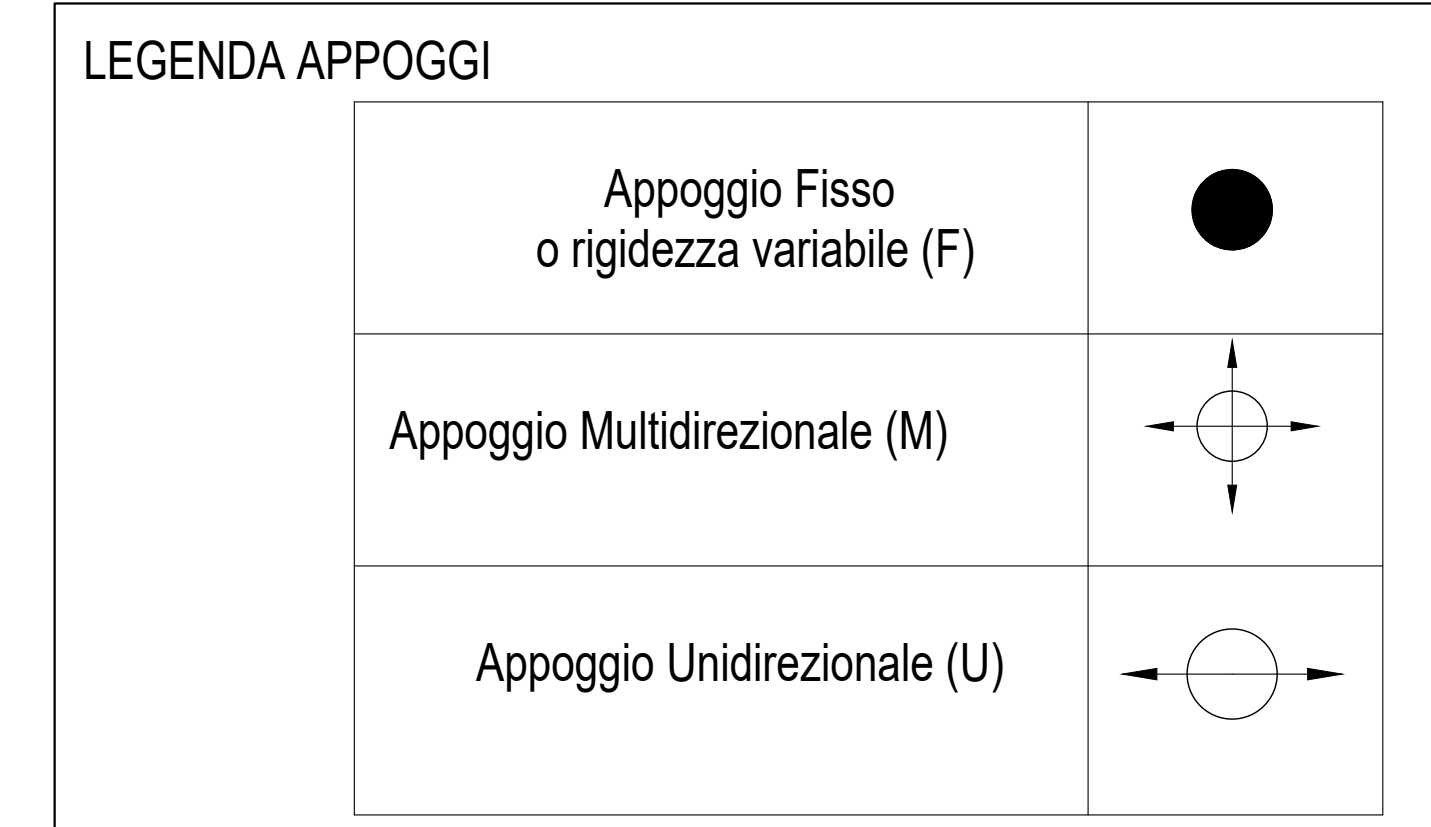 LEGENDA APPOGGI
Appoggio Fisso
o rigidezza variabile (F)
Appoggio Multidirezionale (M)
Appoggio Unidirezionale (U)